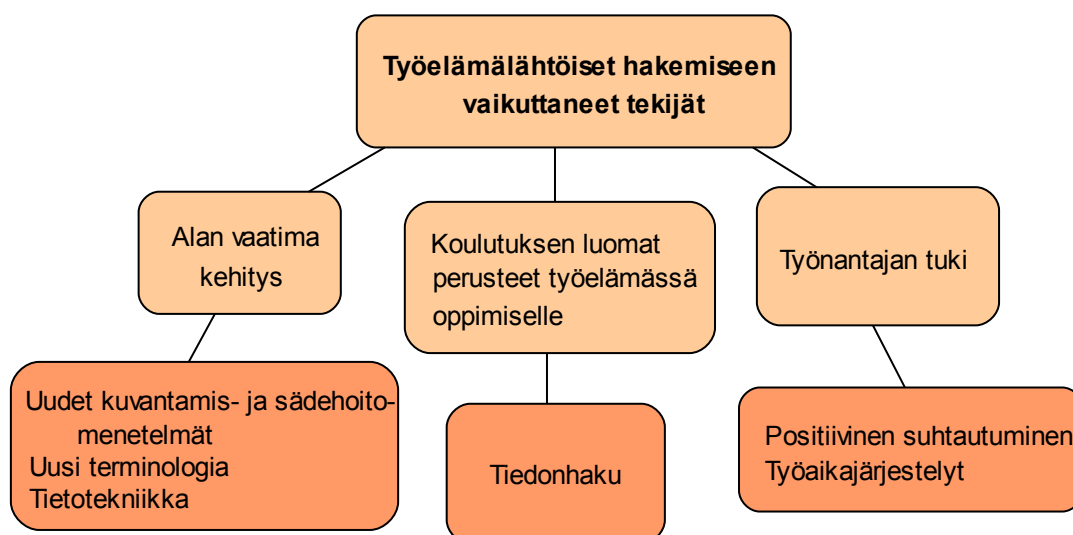 Työelämälähtöiset hakemiseen
vaikuttaneet tekijät
Alan vaatima
kehitys
Koulutuksen luomat
perusteet työelämässä
oppimiselle
Työnantajan tuki
Uudet kuvantamis- ja sädehoito-
menetelmät
Uusi terminologia
Tietotekniikka
Tiedonhaku
Positiivinen suhtautuminen
Työaikajärjestelyt